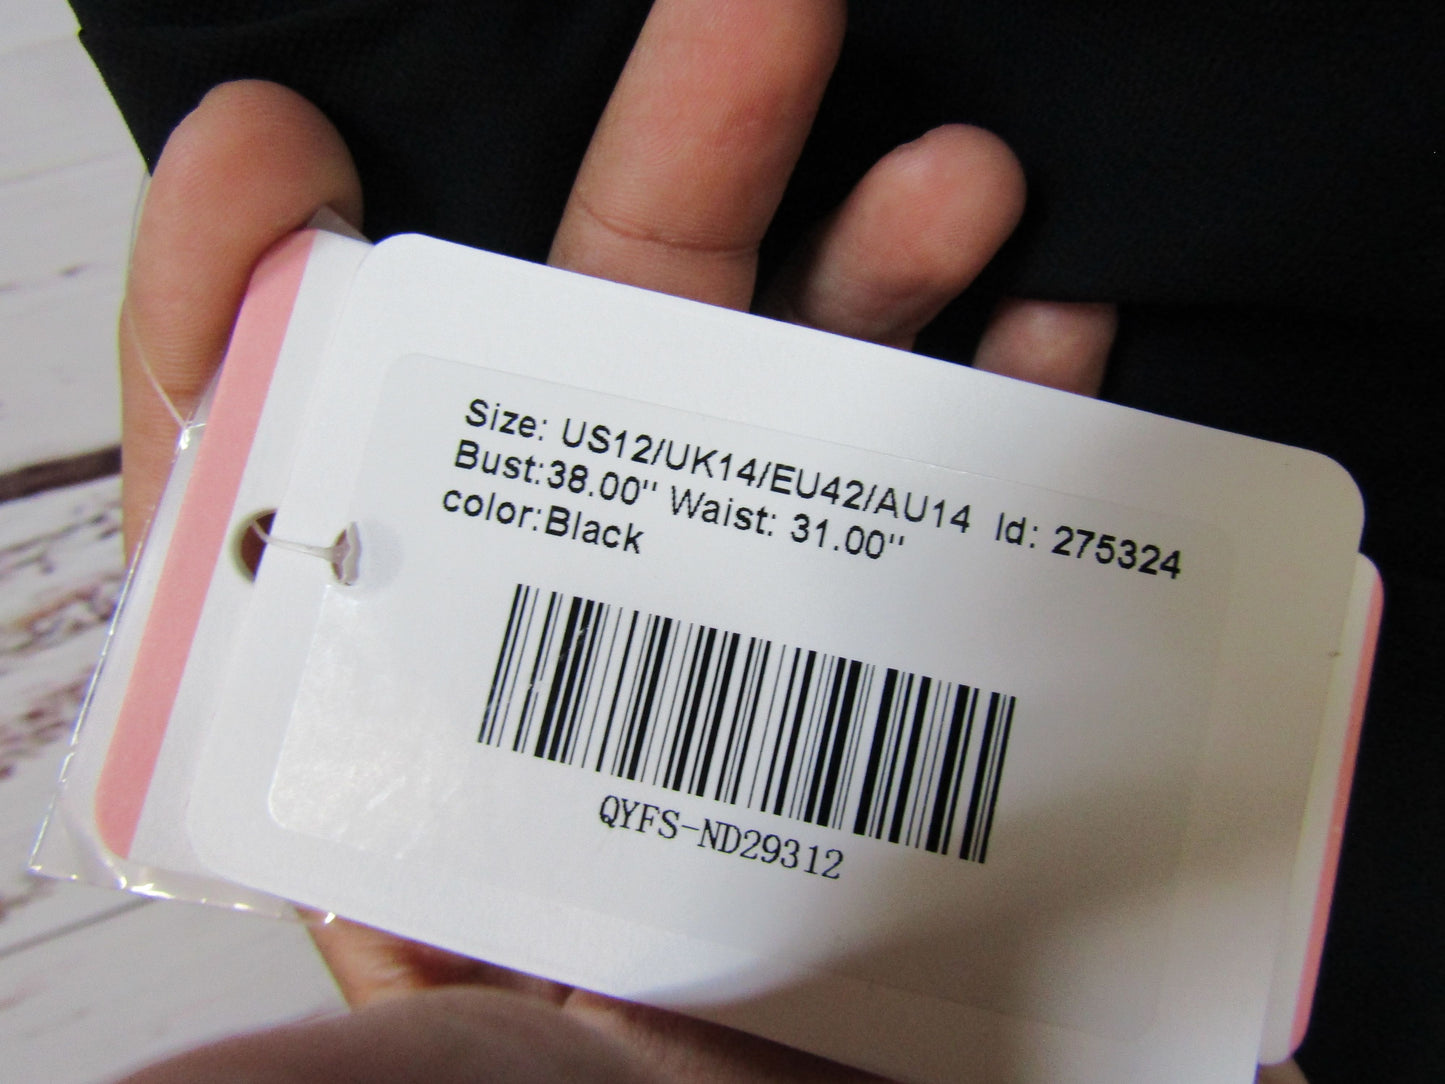 Size: US12/UK14/EU42/AU14 Id: 275324
Bust:38.00'' Waist: 31.00''
color:Black
QYFS-ND29312